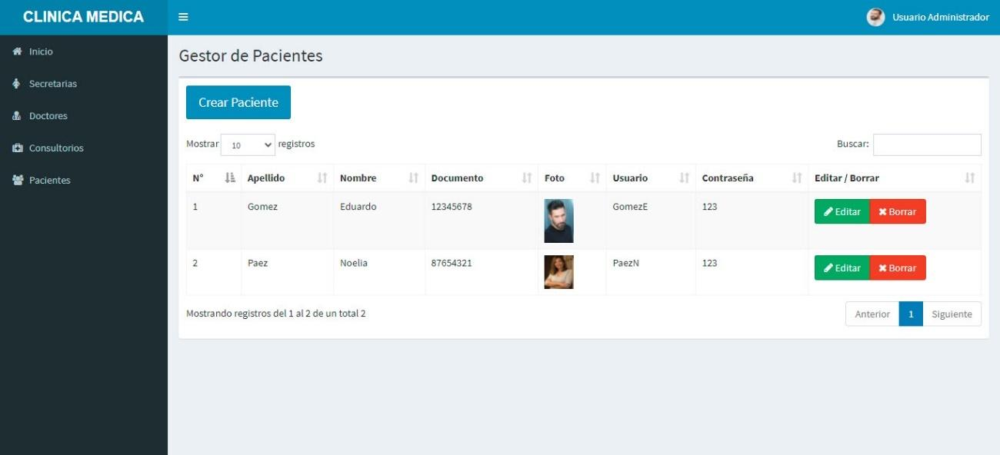 CLINICA MEDICA
Usuario Administrador
Inicio
Secretarias
Doctores
Consultorios
Pacientes
Gestor de Pacientes
Crear Paciente
Mostrar 10 registros
Buscar:
N° Apellido Nombre Documento Foto Usuario Contraseña Editar / Borrar
1 Gomez Eduardo 12345678 GomezE 123 Editar Borrar
2 Paez Noelia 87654321 PaezN 123 Editar Borrar
Mostrando registros del 1 al 2 de un total 2
Anterior 1 Siguiente